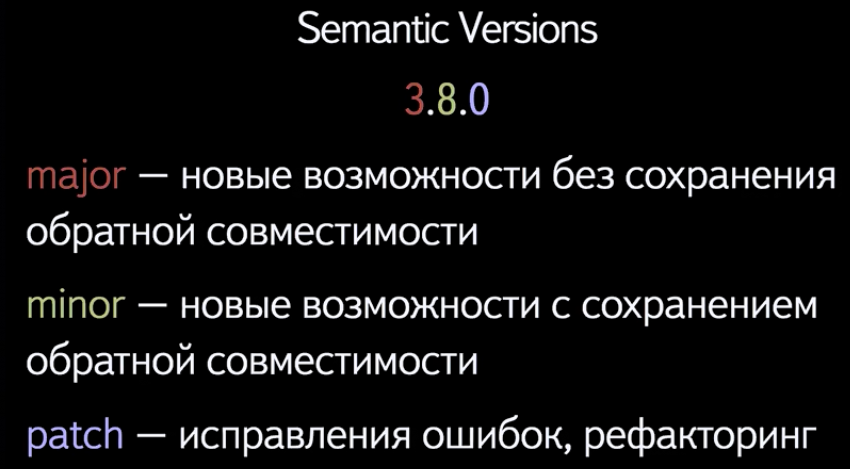 Semantic Versions
3.8.0
major — новые возможности без сохранения
обратной совместимости
minor — новые возможности с сохранением
обратной совместимости
patch — исправления ошибок, рефакторинг